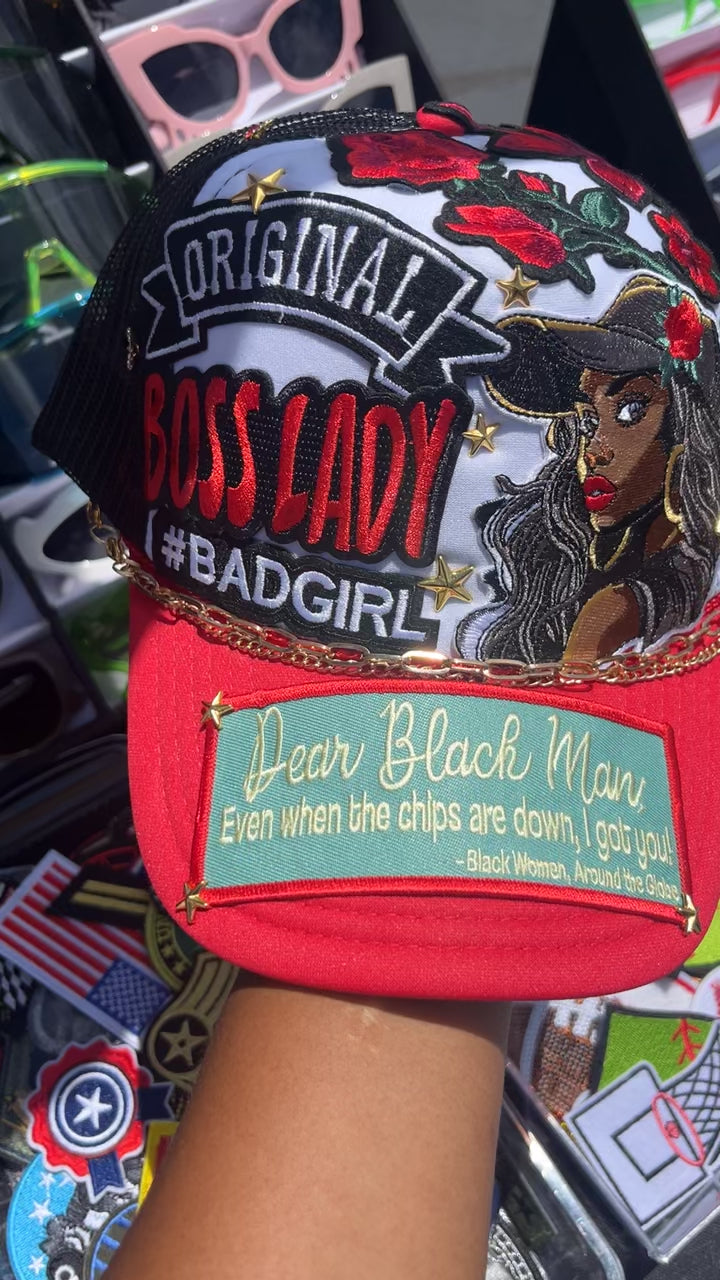 ORIGINAL
BOSS LADY
#BADGIRL
Dear Black Man,
Even when the chips are down, I got you!
-Black Women, Around the Globe